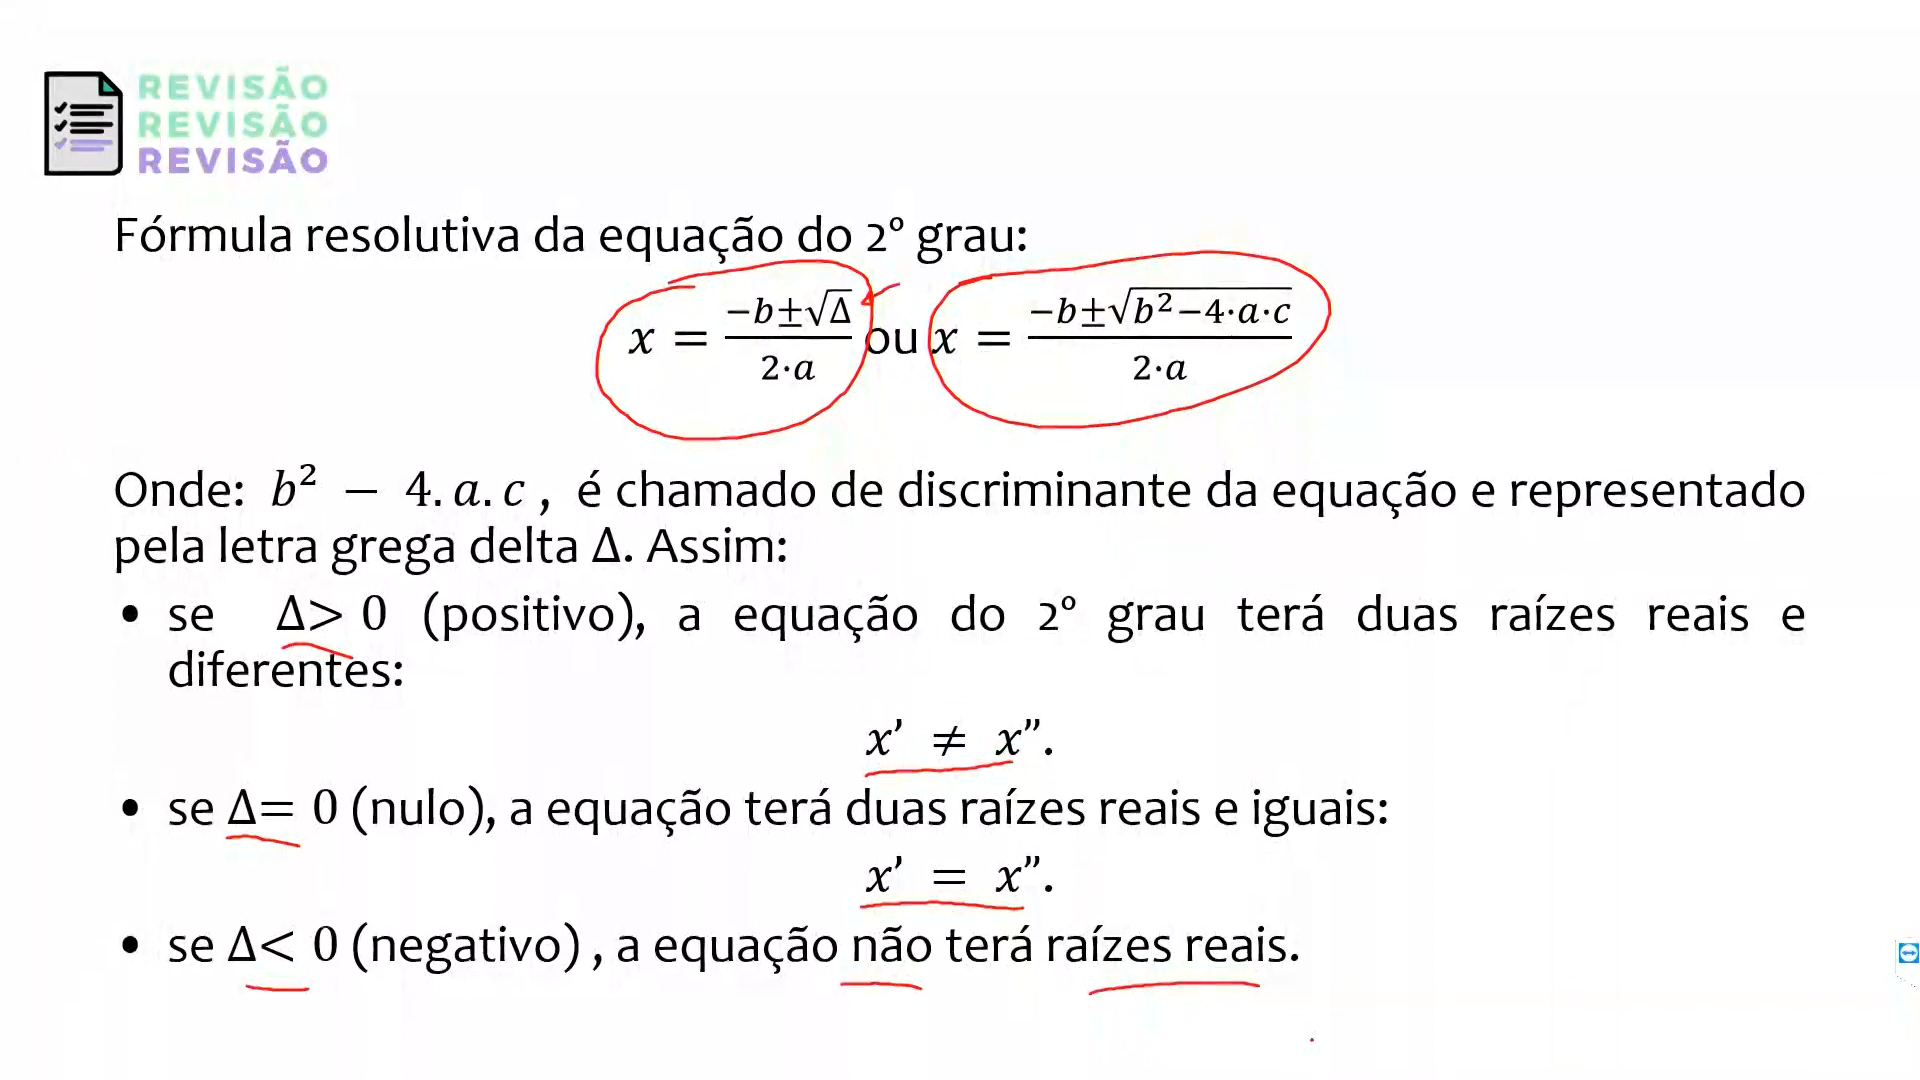 REVISÃO
REVISÃO
REVISÃO
Fórmula resolutiva da equação do 2º grau:
x = (−b±√Δ)/(2·a) ou x = (−b±√(b²−4·a·c))/(2·a)
Onde: b² − 4. a. c , é chamado de discriminante da equação e representado
pela letra grega delta Δ. Assim:
• se Δ> 0 (positivo), a equação do 2º grau terá duas raízes reais e
diferentes:
x’ ≠ x”.
• se Δ= 0 (nulo), a equação terá duas raízes reais e iguais:
x’ = x”.
• se Δ< 0 (negativo) , a equação não terá raízes reais.